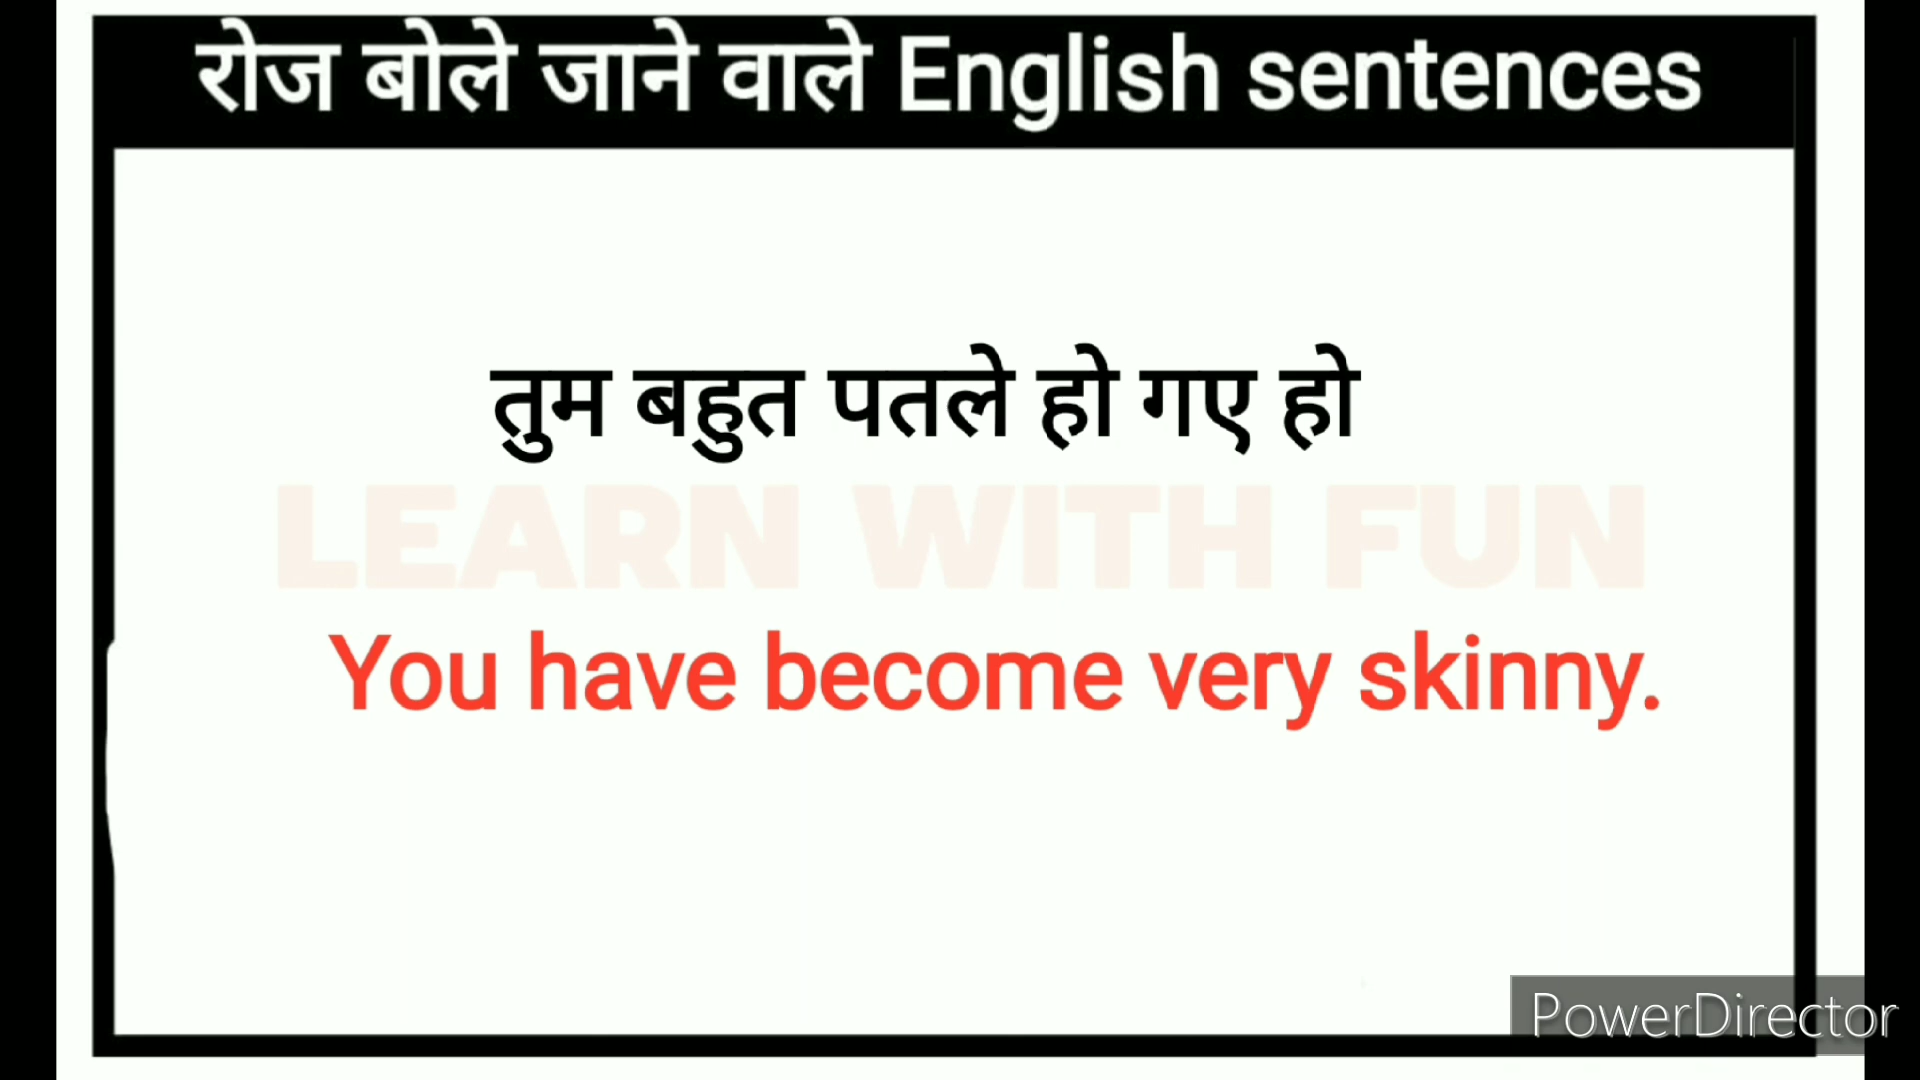 रोज बोले जाने वाले English sentences
तुम बहुत पतले हो गए हो
LEARN WITH FUN
You have become very skinny.
PowerDirector